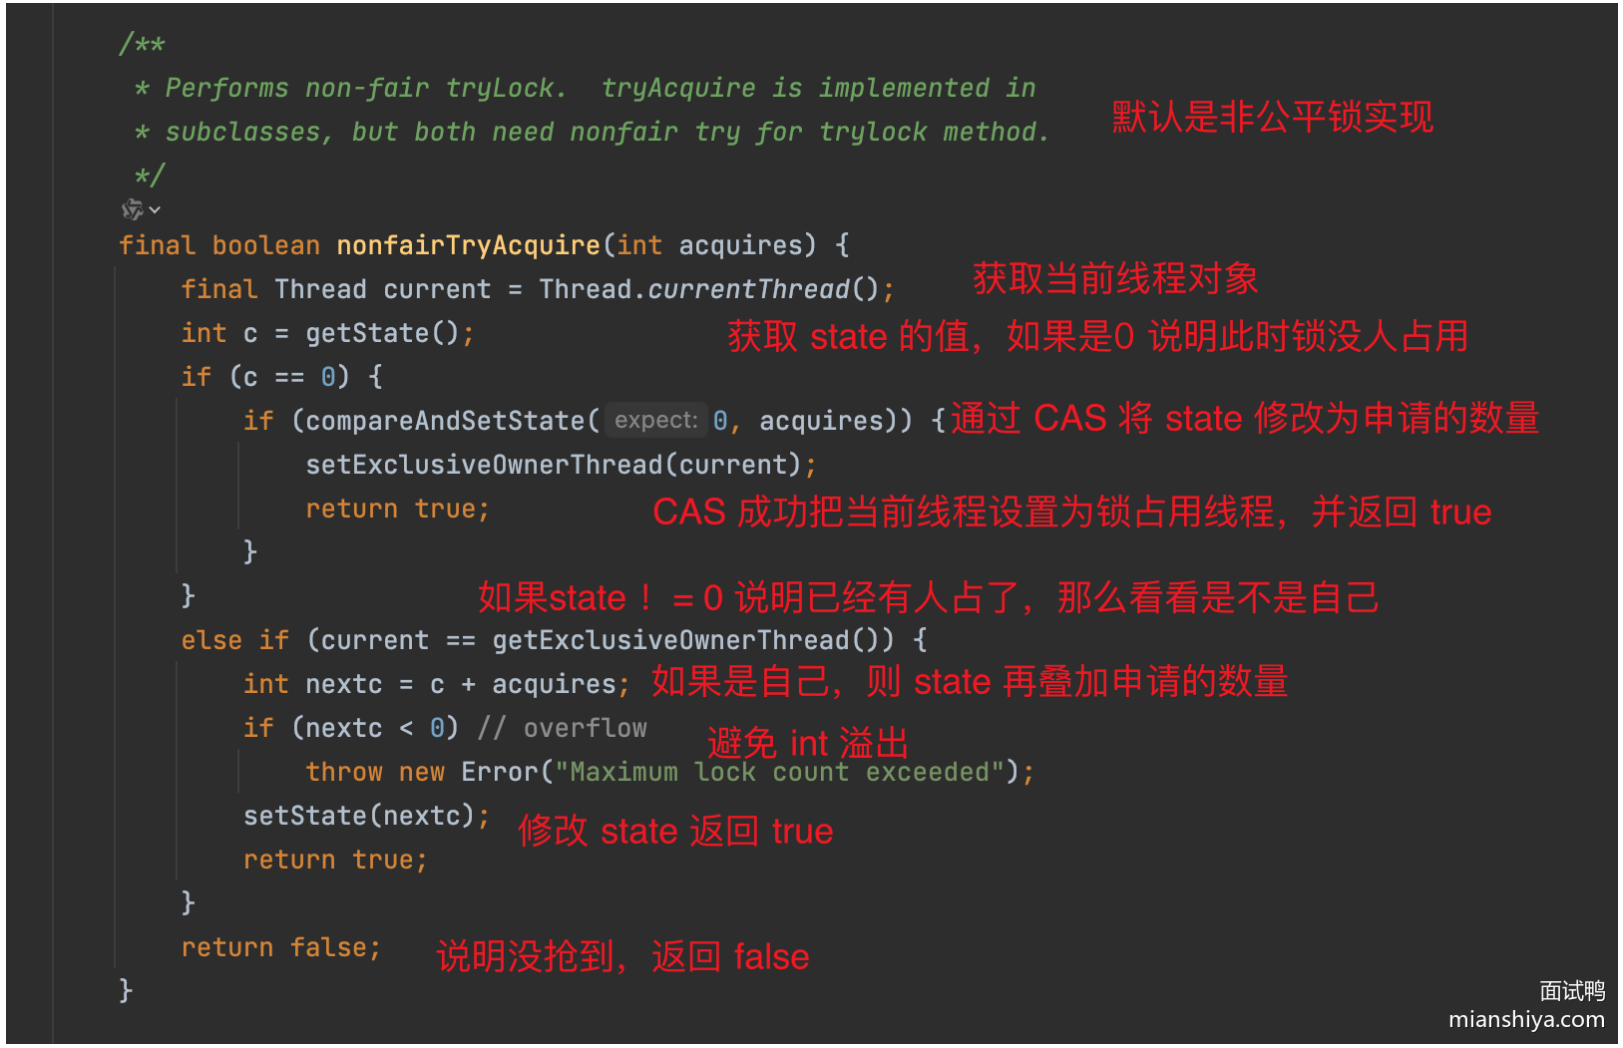 /**
 * Performs non-fair tryLock.  tryAcquire is implemented in
默认是非公平锁实现
 * subclasses, but both need nonfair try for trylock method.
 */
final boolean nonfairTryAcquire(int acquires) {
final Thread current = Thread.currentThread();
获取当前线程对象
int c = getState();
获取 state 的值，如果是0 说明此时锁没人占用
if (c == 0) {
if (compareAndSetState( expect: 0, acquires)) {
通过 CAS 将 state 修改为申请的数量
setExclusiveOwnerThread(current);
return true;
CAS 成功把当前线程设置为锁占用线程，并返回 true
}
}
如果state ！= 0 说明已经有人占了，那么看看是不是自己
else if (current == getExclusiveOwnerThread()) {
int nextc = c + acquires;
如果是自己，则 state 再叠加申请的数量
if (nextc < 0) // overflow
避免 int 溢出
throw new Error("Maximum lock count exceeded");
setState(nextc);
修改 state 返回 true
return true;
}
return false;
说明没抢到，返回 false
}
面试鸭
mianshiya.com